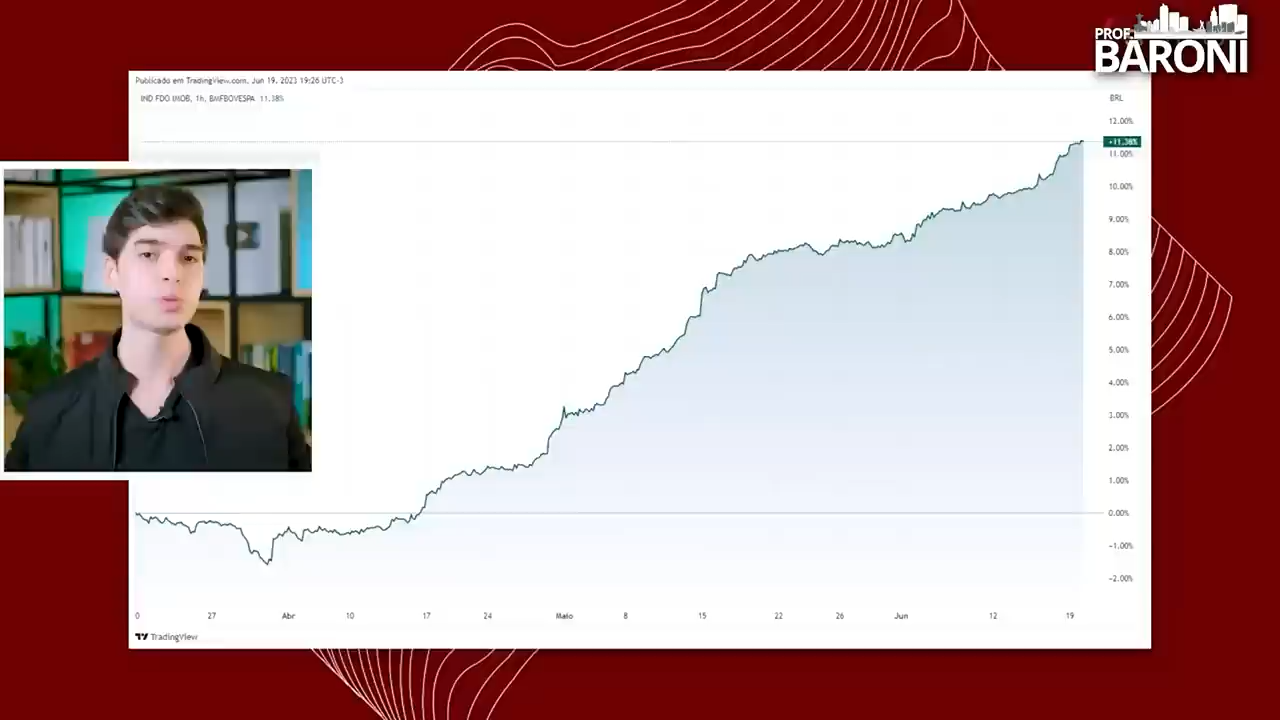 PROF.
BARONI
Publicado em TradingView.com, Jun 19, 2023 19:26 UTC-3
IND FDO IMOB, 1h, BMFBOVESPA 11.38%
BRL
12.00%
+11.38%
11.00%
10.00%
9.00%
8.00%
7.00%
6.00%
5.00%
4.00%
3.00%
2.00%
1.00%
0.00%
-1.00%
-2.00%
0 27 Abr 10 17 24 Maio 8 15 22 26 Jun 12 19
TradingView